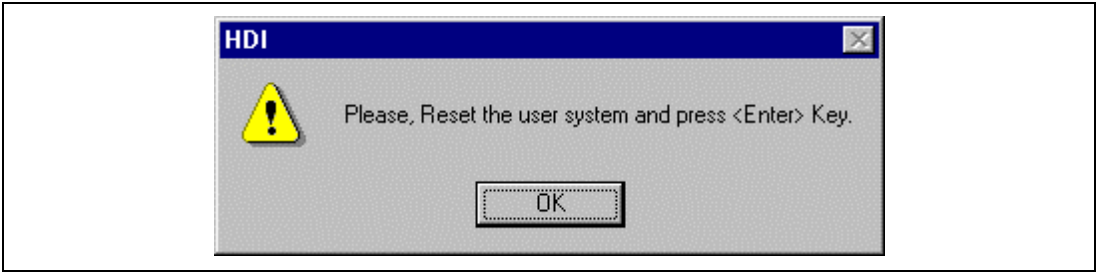 HDI
Please, Reset the user system and press <Enter> Key.
OK